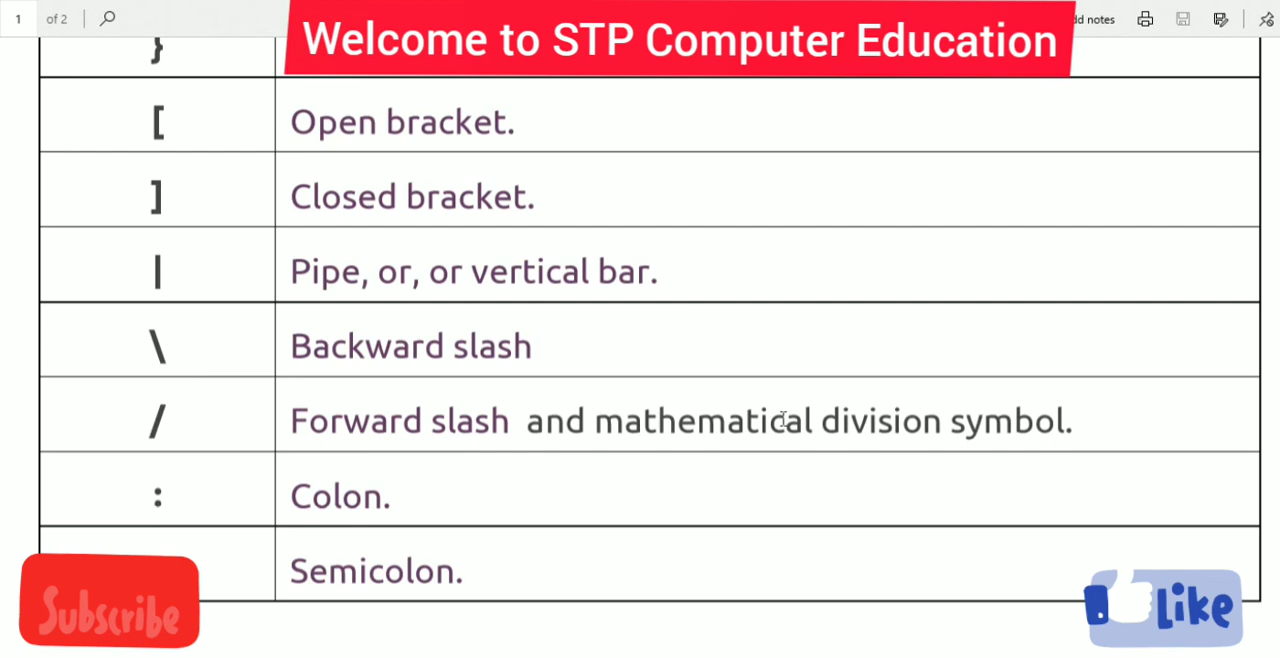 1 of 2
dd notes
Welcome to STP Computer Education
}
[ Open bracket.
] Closed bracket.
| Pipe, or, or vertical bar.
\ Backward slash
/ Forward slash and mathematical division symbol.
: Colon.
Semicolon.
Subscribe
Like